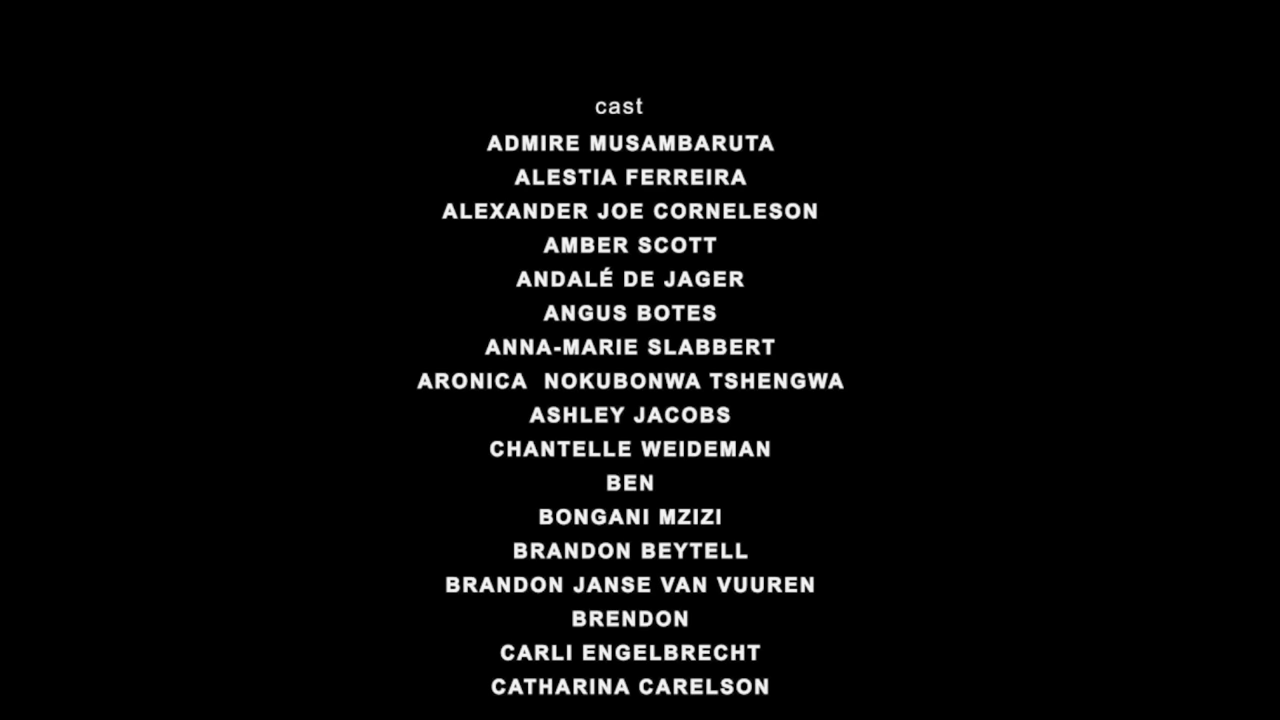 cast
ADMIRE MUSAMBARUTA
ALESTIA FERREIRA
ALEXANDER JOE CORNELESON
AMBER SCOTT
ANDALÉ DE JAGER
ANGUS BOTES
ANNA-MARIE SLABBERT
ARONICA  NOKUBONWA TSHENGWA
ASHLEY JACOBS
CHANTELLE WEIDEMAN
BEN
BONGANI MZIZI
BRANDON BEYTELL
BRANDON JANSE VAN VUUREN
BRENDON
CARLI ENGELBRECHT
CATHARINA CARELSON